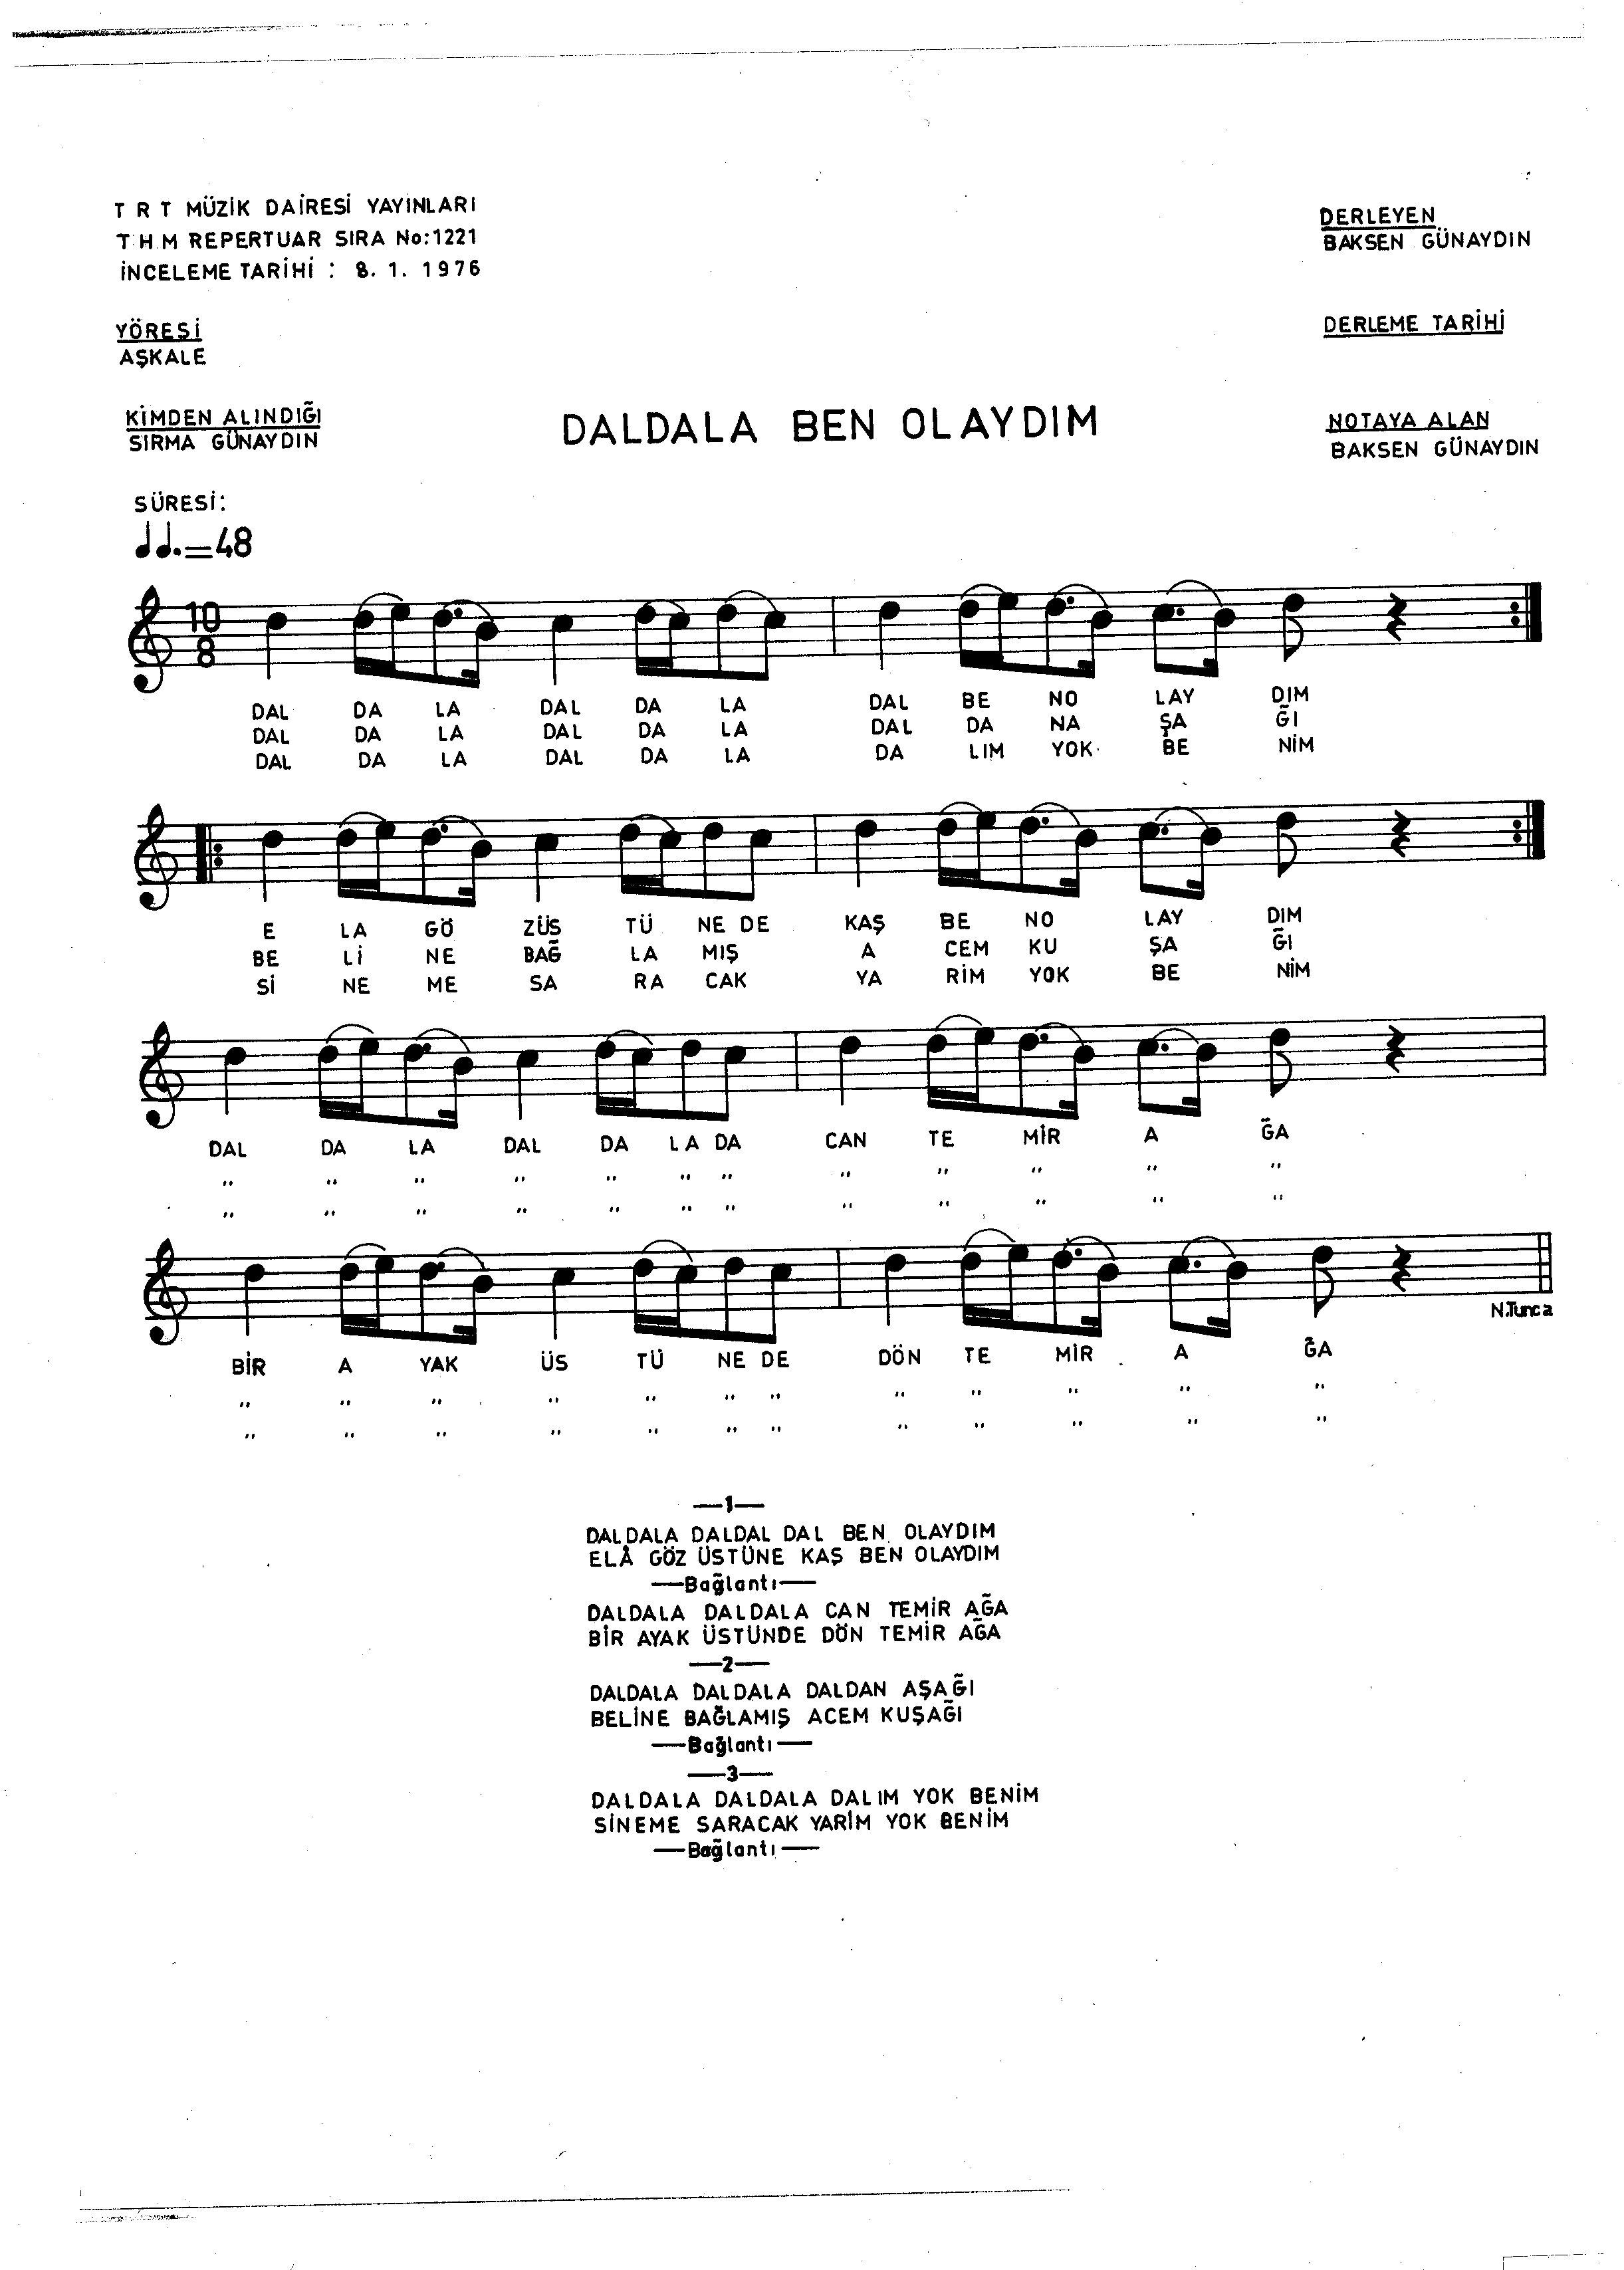 T R T MÜZİK DAİRESİ YAYINLARI
T H M REPERTUAR SIRA No:1221
İNCELEME TARİHİ : 8. 1. 1976
DERLEYEN
BAKSEN GÜNAYDIN
YÖRESİ
AŞKALE
DERLEME TARİHİ
KİMDEN ALINDIĞI
SIRMA GÜNAYDIN
DALDALA BEN OLAYDIM
NOTAYA ALAN
BAKSEN GÜNAYDIN
SÜRESİ:
♩♩.=48
10
8
DAL DA LA DAL DA LA DAL BE NO LAY DIM
DAL DA LA DAL DA LA DAL DA NA ŞA ĞI
DAL DA LA DAL DA LA DA LIM YOK BE NİM
E LA GÖ ZÜS TÜ NE DE KAŞ BE NO LAY DIM
BE Lİ NE BAĞ LA MIŞ A CEM KU ŞA ĞI
Sİ NE ME SA RA CAK YA RİM YOK BE NİM
DAL DA LA DAL DA LA DA CAN TE MİR A ĞA
" " " " " " " " " " " "
" " " " " " " " " " " "
N.Tunca
BİR A YAK ÜS TÜ NE DE DÖN TE MİR A ĞA
" " " " " " " " " " " "
" " " " " " " " " " " "
—1—
DALDALA DALDAL DAL BEN OLAYDIM
ELÂ GÖZ ÜSTÜNE KAŞ BEN OLAYDIM
—Bağlantı—
DALDALA DALDALA CAN TEMİR AĞA
BİR AYAK ÜSTÜNDE DÖN TEMİR AĞA
—2—
DALDALA DALDALA DALDAN AŞAĞI
BELİNE BAĞLAMIŞ ACEM KUŞAĞI
—Bağlantı—
—3—
DALDALA DALDALA DALIM YOK BENİM
SİNEME SARACAK YARİM YOK BENİM
—Bağlantı—